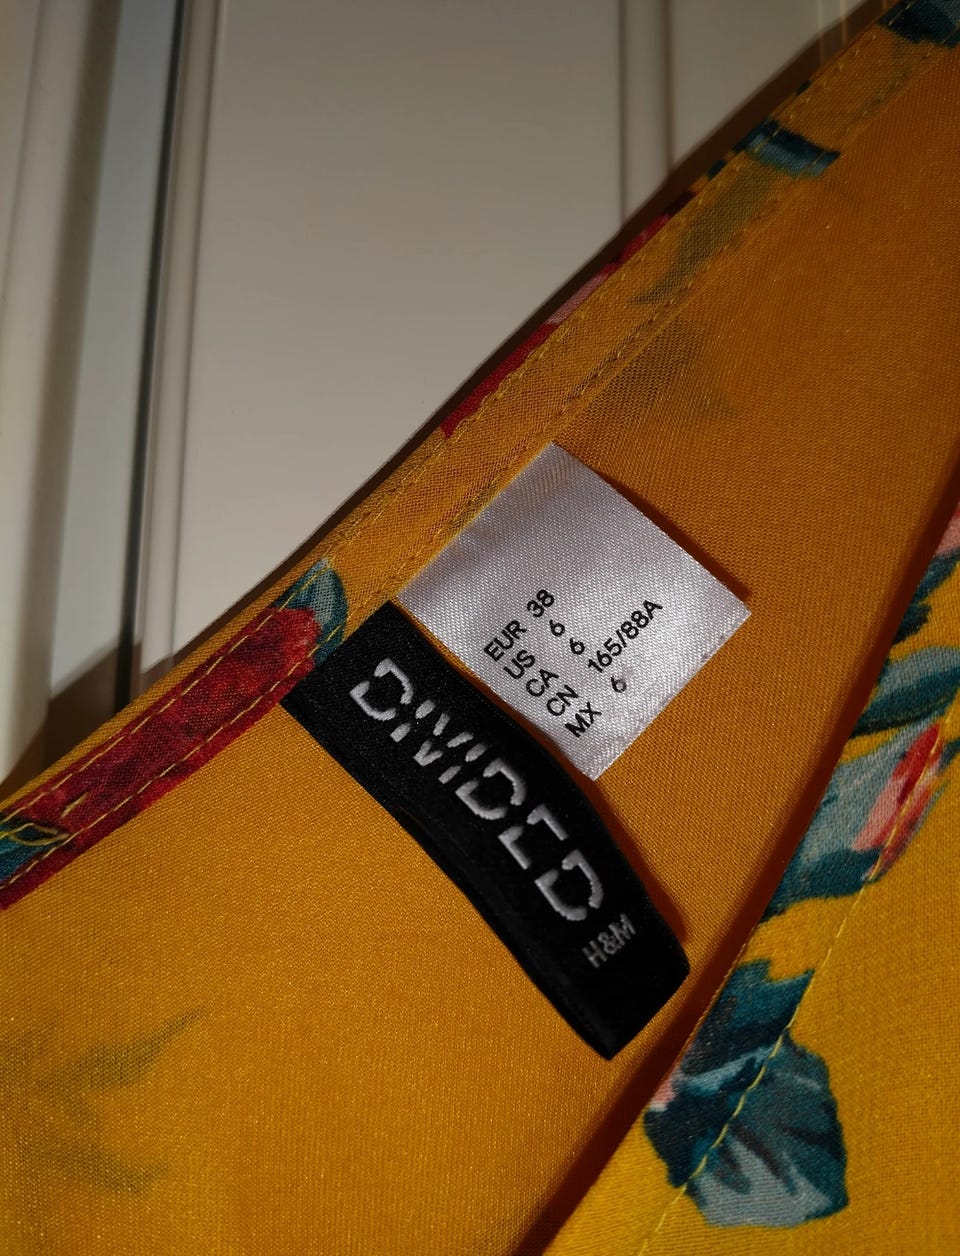 EUR 38
US 6
CA 6
CN 165/88A
MX 6
DIVIDED
H&M